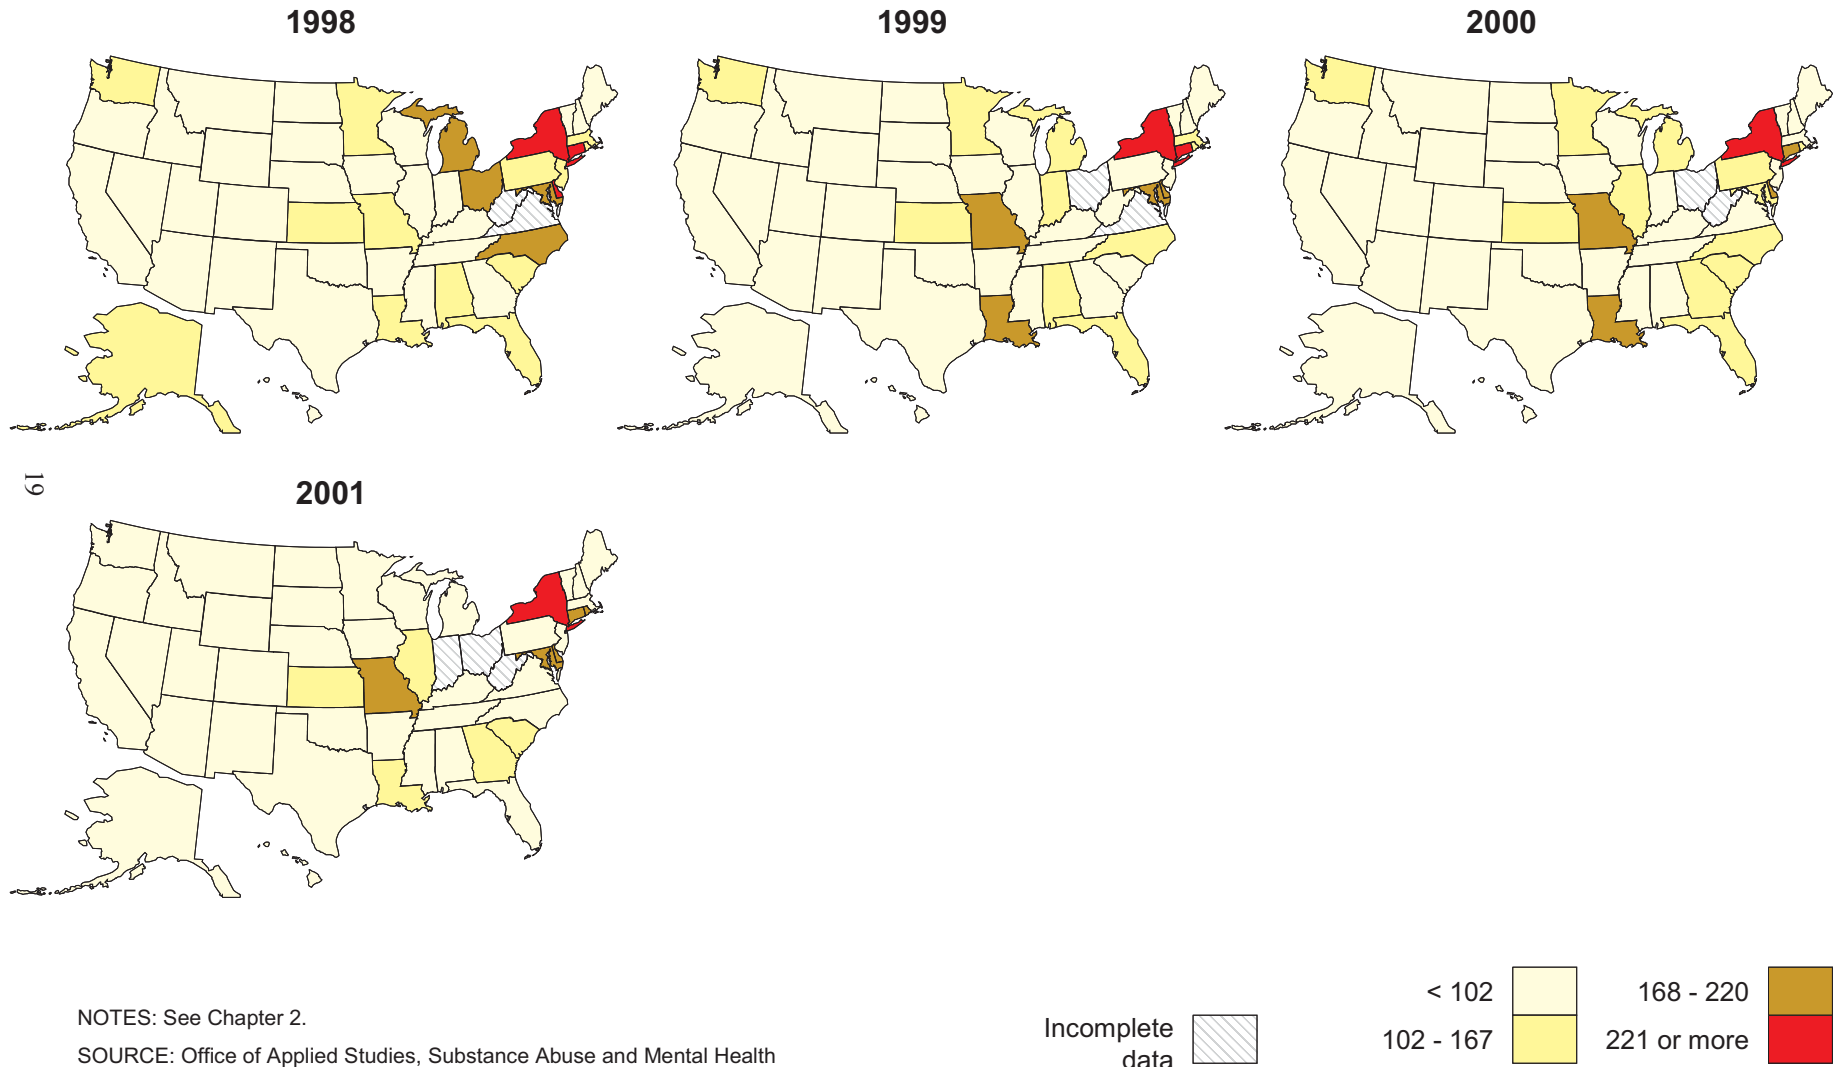 1998
1999
2000
19
2001
NOTES: See Chapter 2.
SOURCE: Office of Applied Studies, Substance Abuse and Mental Health
Incomplete
data
< 102
102 - 167
168 - 220
221 or more